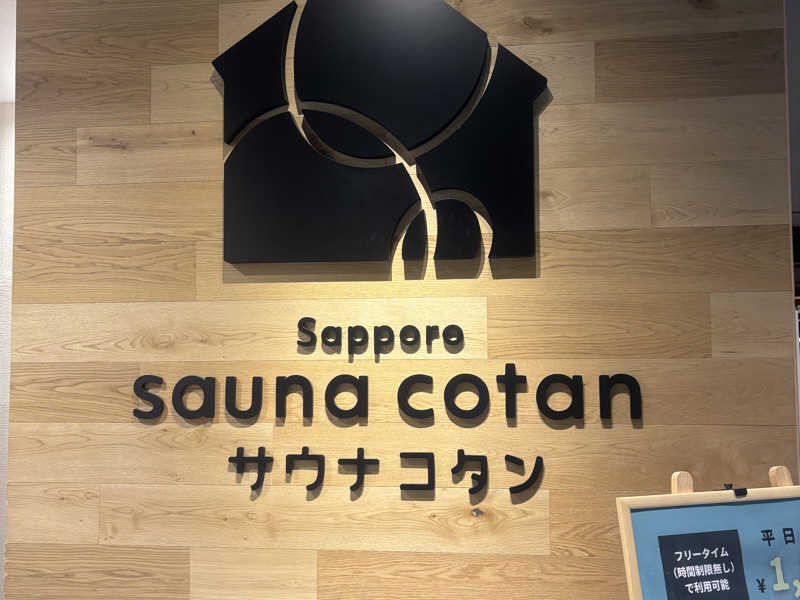 Sapporo
sauna cotan
サウナコタン
フリータイム
(時間制限無し)
で利用可能
平日
¥1